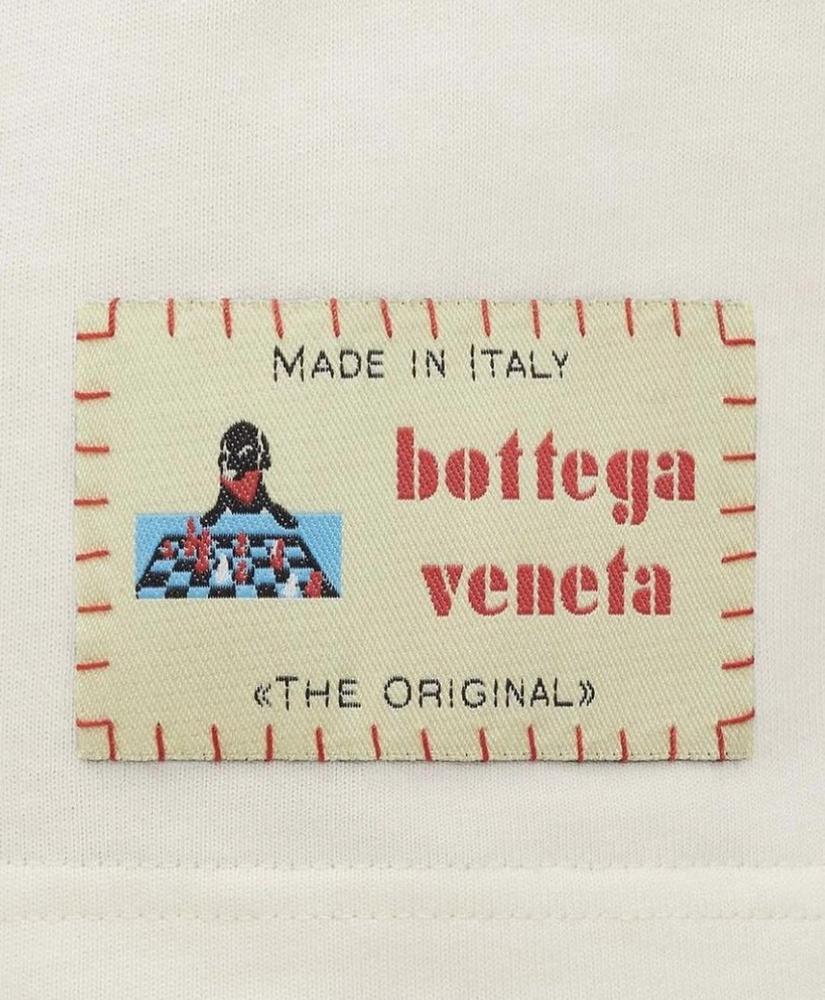 MADE IN ITALY
bottega
veneta
«THE ORIGINAL»